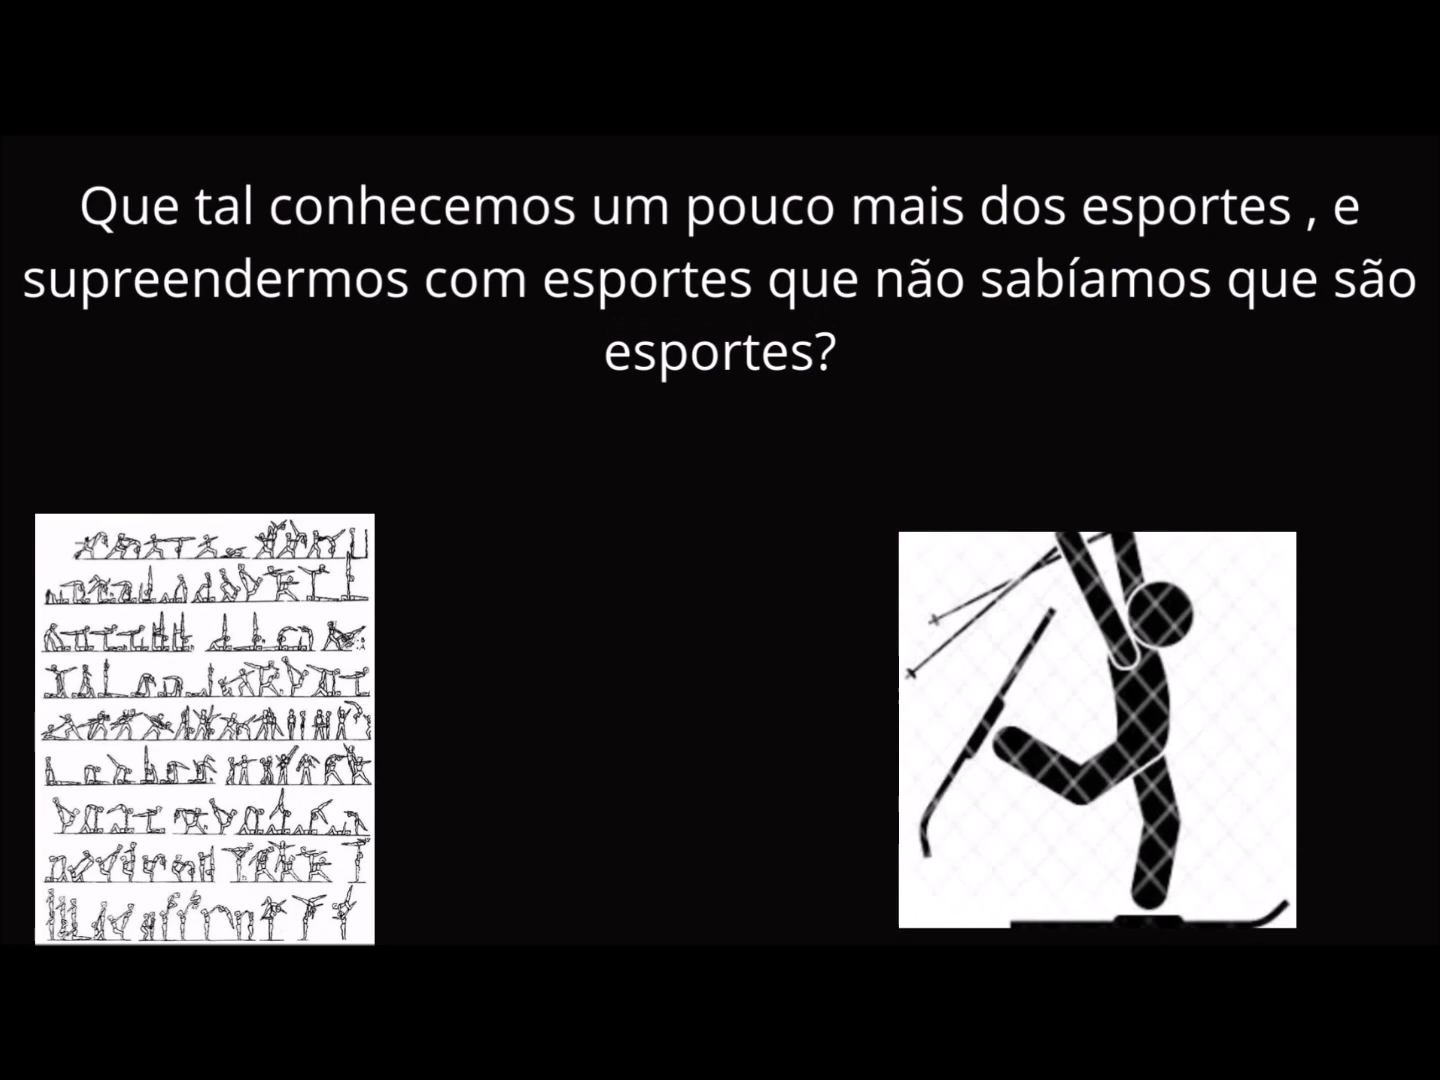 Que tal conhecemos um pouco mais dos esportes , e
supreendermos com esportes que não sabíamos que são
esportes?